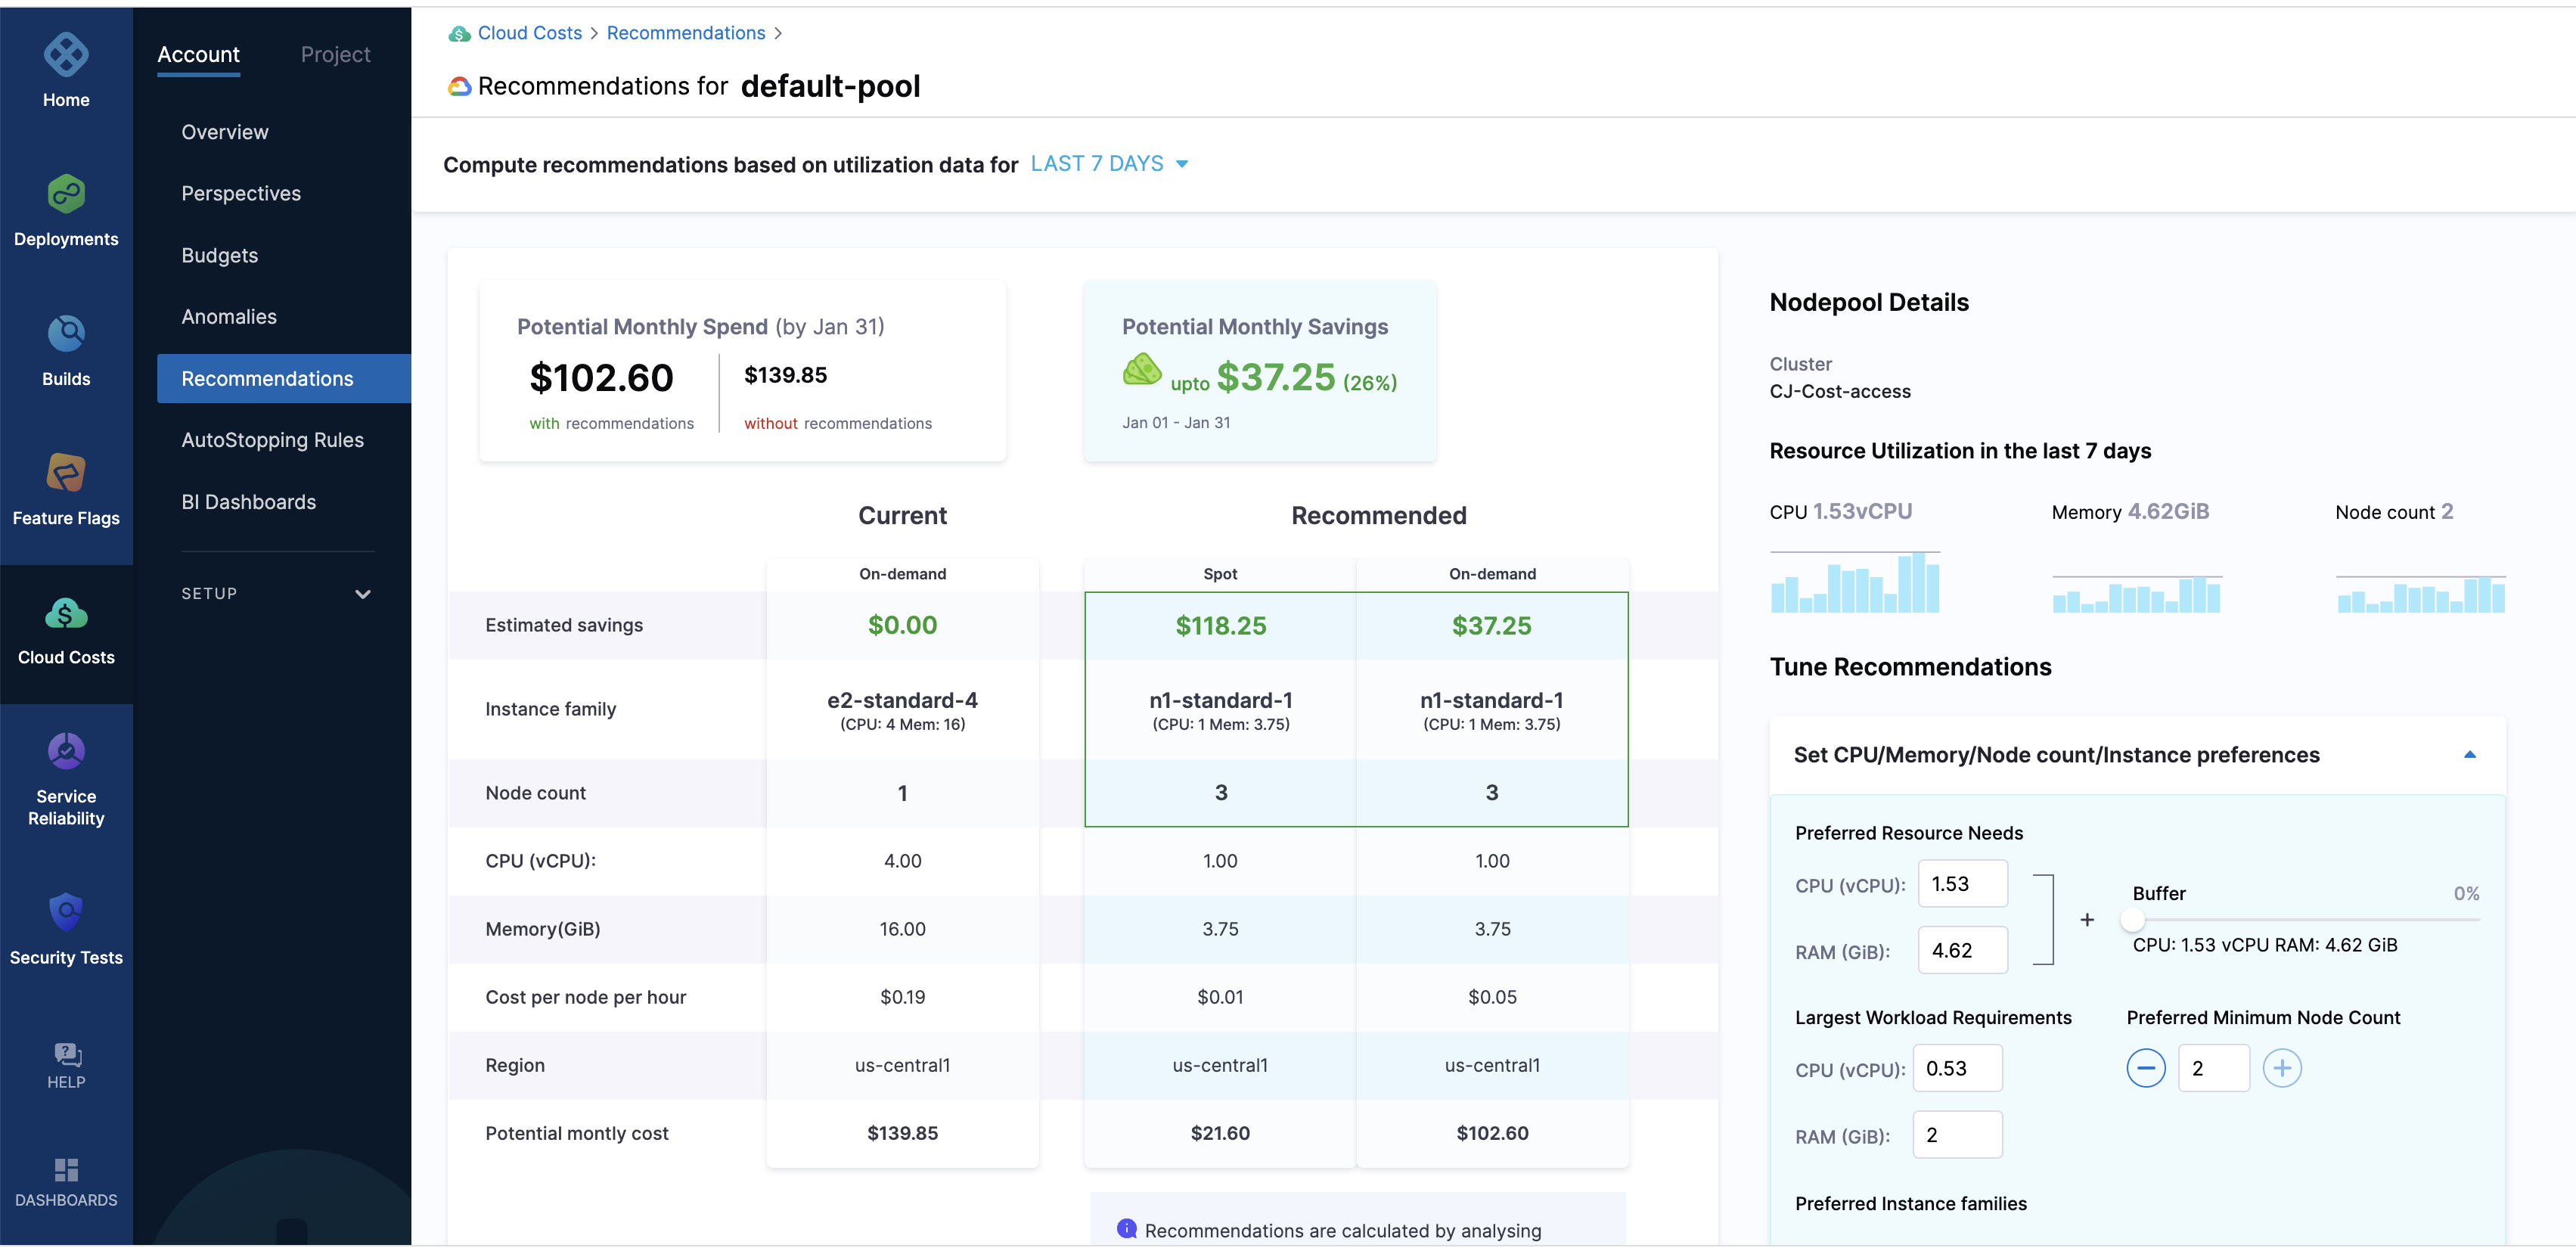 Home
Deployments
Builds
Feature Flags
Cloud Costs
Service
Reliability
Security Tests
HELP
DASHBOARDS
Account Project
Overview
Perspectives
Budgets
Anomalies
Recommendations
AutoStopping Rules
BI Dashboards
SETUP
Cloud Costs > Recommendations >
Recommendations for default-pool
Compute recommendations based on utilization data for LAST 7 DAYS
Potential Monthly Spend (by Jan 31)
$102.60 $139.85
with recommendations without recommendations
Potential Monthly Savings
upto $37.25 (26%)
Jan 01 - Jan 31
Current Recommended
On-demand Spot On-demand
Estimated savings $0.00 $118.25 $37.25
Instance family e2-standard-4 n1-standard-1 n1-standard-1
(CPU: 4 Mem: 16) (CPU: 1 Mem: 3.75) (CPU: 1 Mem: 3.75)
Node count 1 3 3
CPU (vCPU): 4.00 1.00 1.00
Memory(GiB) 16.00 3.75 3.75
Cost per node per hour $0.19 $0.01 $0.05
Region us-central1 us-central1 us-central1
Potential montly cost $139.85 $21.60 $102.60
Recommendations are calculated by analysing
Nodepool Details
Cluster
CJ-Cost-access
Resource Utilization in the last 7 days
CPU 1.53vCPU Memory 4.62GiB Node count 2
Tune Recommendations
Set CPU/Memory/Node count/Instance preferences
Preferred Resource Needs
CPU (vCPU): 1.53
RAM (GiB): 4.62
+
Buffer 0%
CPU: 1.53 vCPU RAM: 4.62 GiB
Largest Workload Requirements
CPU (vCPU): 0.53
RAM (GiB): 2
Preferred Minimum Node Count
2
Preferred Instance families